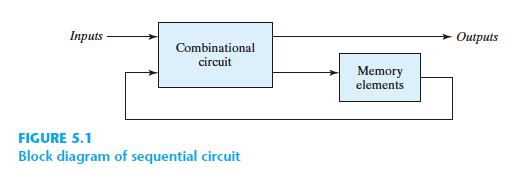 Inputs
Combinational
circuit
Outputs
Memory
elements
FIGURE 5.1
Block diagram of sequential circuit